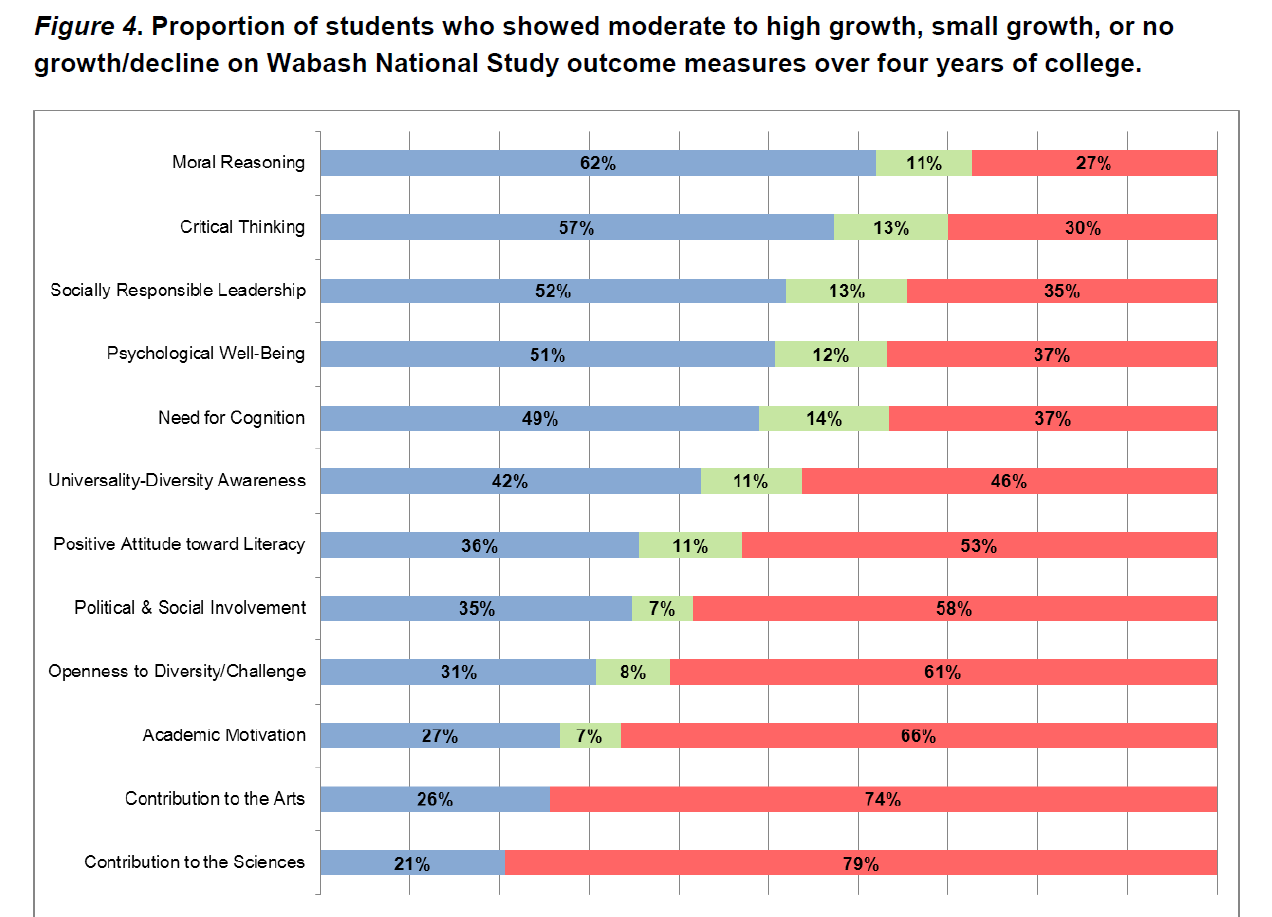 Figure 4. Proportion of students who showed moderate to high growth, small growth, or no
growth/decline on Wabash National Study outcome measures over four years of college.
Moral Reasoning 62% 11% 27%
Critical Thinking 57% 13% 30%
Socially Responsible Leadership 52% 13% 35%
Psychological Well-Being 51% 12% 37%
Need for Cognition 49% 14% 37%
Universality-Diversity Awareness 42% 11% 46%
Positive Attitude toward Literacy 36% 11% 53%
Political & Social Involvement 35% 7% 58%
Openness to Diversity/Challenge 31% 8% 61%
Academic Motivation 27% 7% 66%
Contribution to the Arts 26% 74%
Contribution to the Sciences 21% 79%